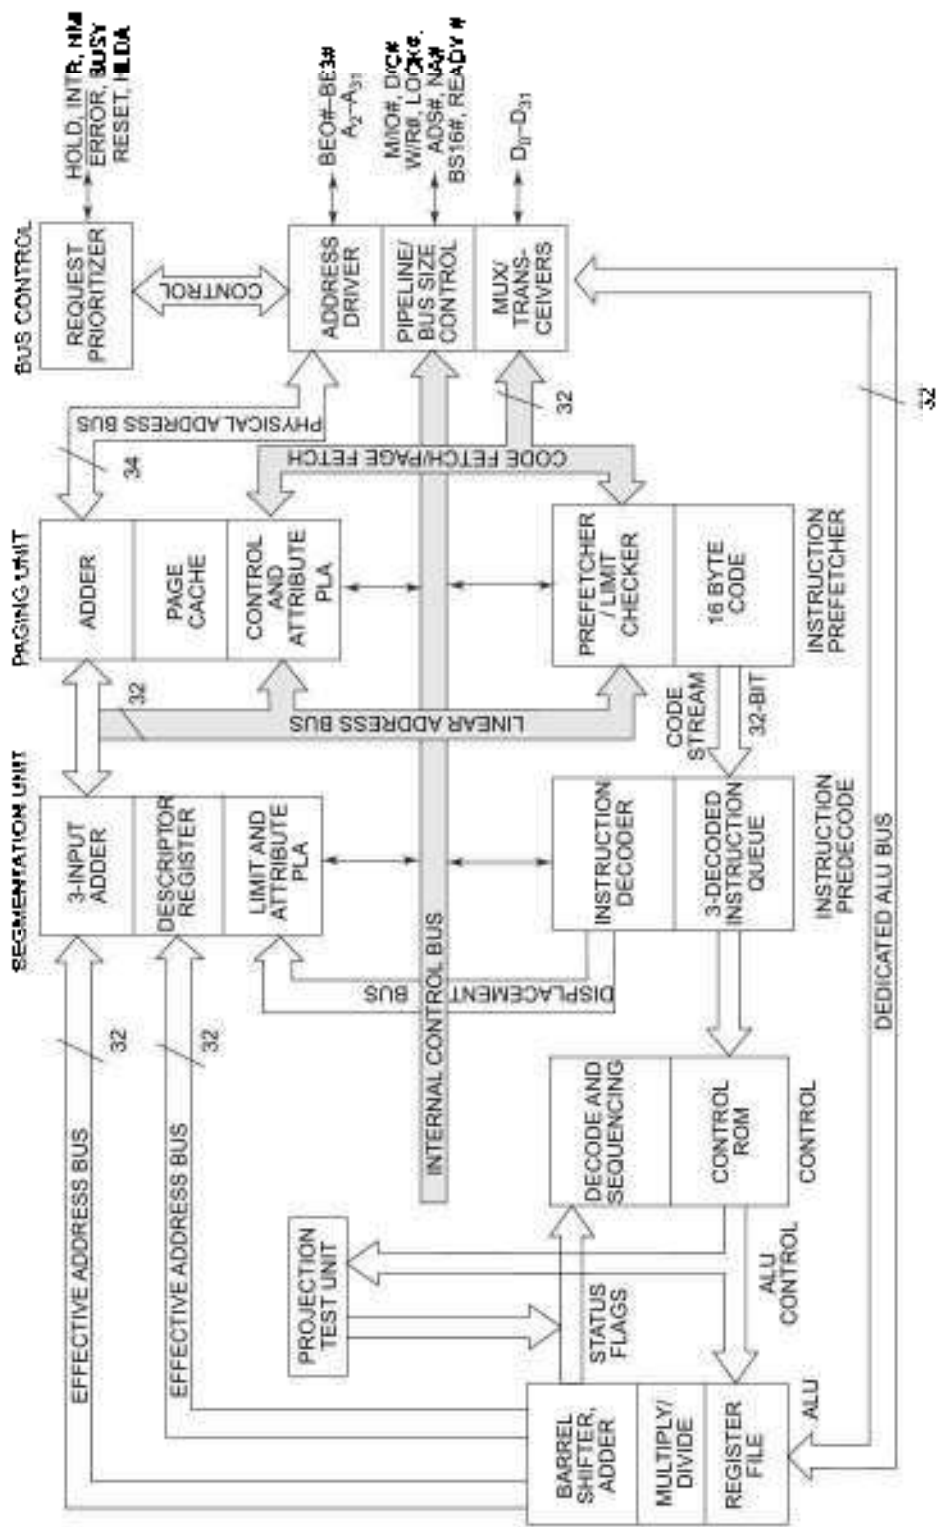 SEGMENTATION UNIT
PAGING UNIT
BUS CONTROL
EFFECTIVE ADDRESS BUS
32
EFFECTIVE ADDRESS BUS
32
3-INPUT
ADDER
DESCRIPTOR
REGISTER
LIMIT AND
ATTRIBUTE
PLA
32
ADDER
PAGE
CACHE
CONTROL
AND
ATTRIBUTE
PLA
34
PHYSICAL ADDRESS
BUS
REQUEST
PRIORITIZER
HOLD, INTR, NMI
ERROR, BUSY
RESET, HLDA
CONTROL
ADDRESS
DRIVER
BEO#-BE3#
A2–A31
PIPELINE/
BUS SIZE
CONTROL
M/IO#, D/C#
W/R#, LOCK#,
ADS#, NA#
BS16#, READY #
MUX/
TRANS-
CEIVERS
D0–D31
LINEAR ADDRESS BUS
CODE FETCH/PAGE FETCH
32
DISPLACEMENT
BUS
INTERNAL CONTROL BUS
PROJECTION
TEST UNIT
BARREL
SHIFTER,
ADDER
MULTIPLY/
DIVIDE
REGISTER
FILE
ALU
STATUS
FLAGS
ALU
CONTROL
DECODE AND
SEQUENCING
CONTROL
ROM
CONTROL
INSTRUCTION
DECODER
3-DECODED
INSTRUCTION
QUEUE
INSTRUCTION
PREDECODE
CODE
STREAM
32-BIT
PREFETCHER
/ LIMIT
CHECKER
16 BYTE
CODE
INSTRUCTION
PREFETCHER
DEDICATED ALU BUS
32